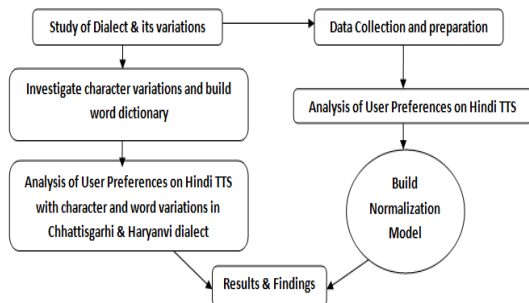 Study of Dialect & its variations
Data Collection and preparation
Investigate character variations and build
word dictionary
Analysis of User Preferences on Hindi TTS
Analysis of User Preferences on Hindi TTS
with character and word variations in
Chhattisgarhi & Haryanvi dialect
Build
Normalization
Model
Results & Findings